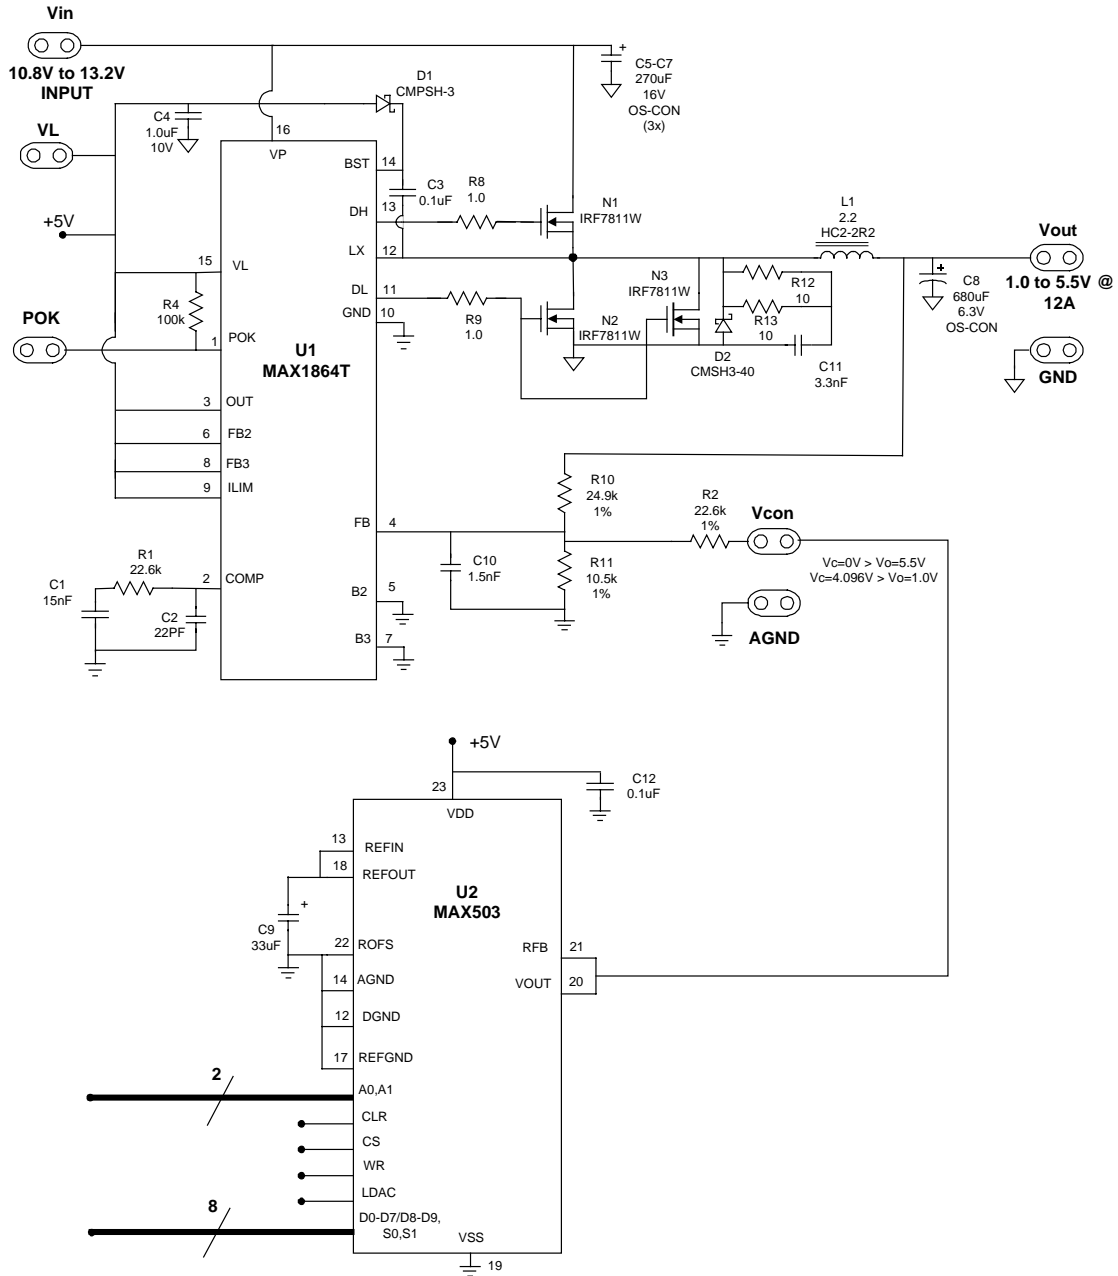 Vin
10.8V to 13.2V
INPUT
VL
+5V
POK
C4
1.0uF
10V
D1
CMPSH-3
+
C5-C7
270uF
16V
OS-CON
(3x)
16
VP
BST
14
C3
0.1uF
DH
13
R8
1.0
N1
IRF7811W
LX
12
L1
2.2
HC2-2R2
Vout
1.0 to 5.5V @
12A
15
VL
DL
11
GND
10
R9
1.0
N3
IRF7811W
N2
IRF7811W
R12
10
R13
10
D2
CMSH3-40
C11
3.3nF
+
C8
680uF
6.3V
OS-CON
GND
R4
100k
1
POK
U1
MAX1864T
3
OUT
6
FB2
8
FB3
9
ILIM
FB
4
R10
24.9k
1%
R2
22.6k
1%
Vcon
Vc=0V > Vo=5.5V
Vc=4.096V > Vo=1.0V
C10
1.5nF
R11
10.5k
1%
AGND
R1
22.6k
C1
15nF
C2
22PF
2
COMP
B2
5
B3
7
+5V
23
VDD
C12
0.1uF
13
REFIN
18
REFOUT
+
C9
33uF
U2
MAX503
22
ROFS
14
AGND
12
DGND
17
REFGND
RFB
21
VOUT
20
2
A0,A1
CLR
CS
WR
LDAC
8
D0-D7/D8-D9,
S0,S1
VSS
19